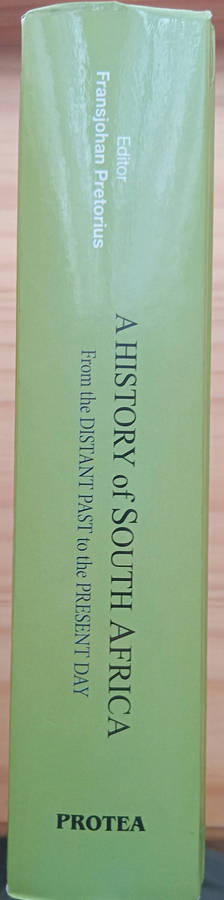 Editor
Fransjohan Pretorius
A HISTORY of SOUTH AFRICA
From the DISTANT PAST to the PRESENT DAY
PROTEA